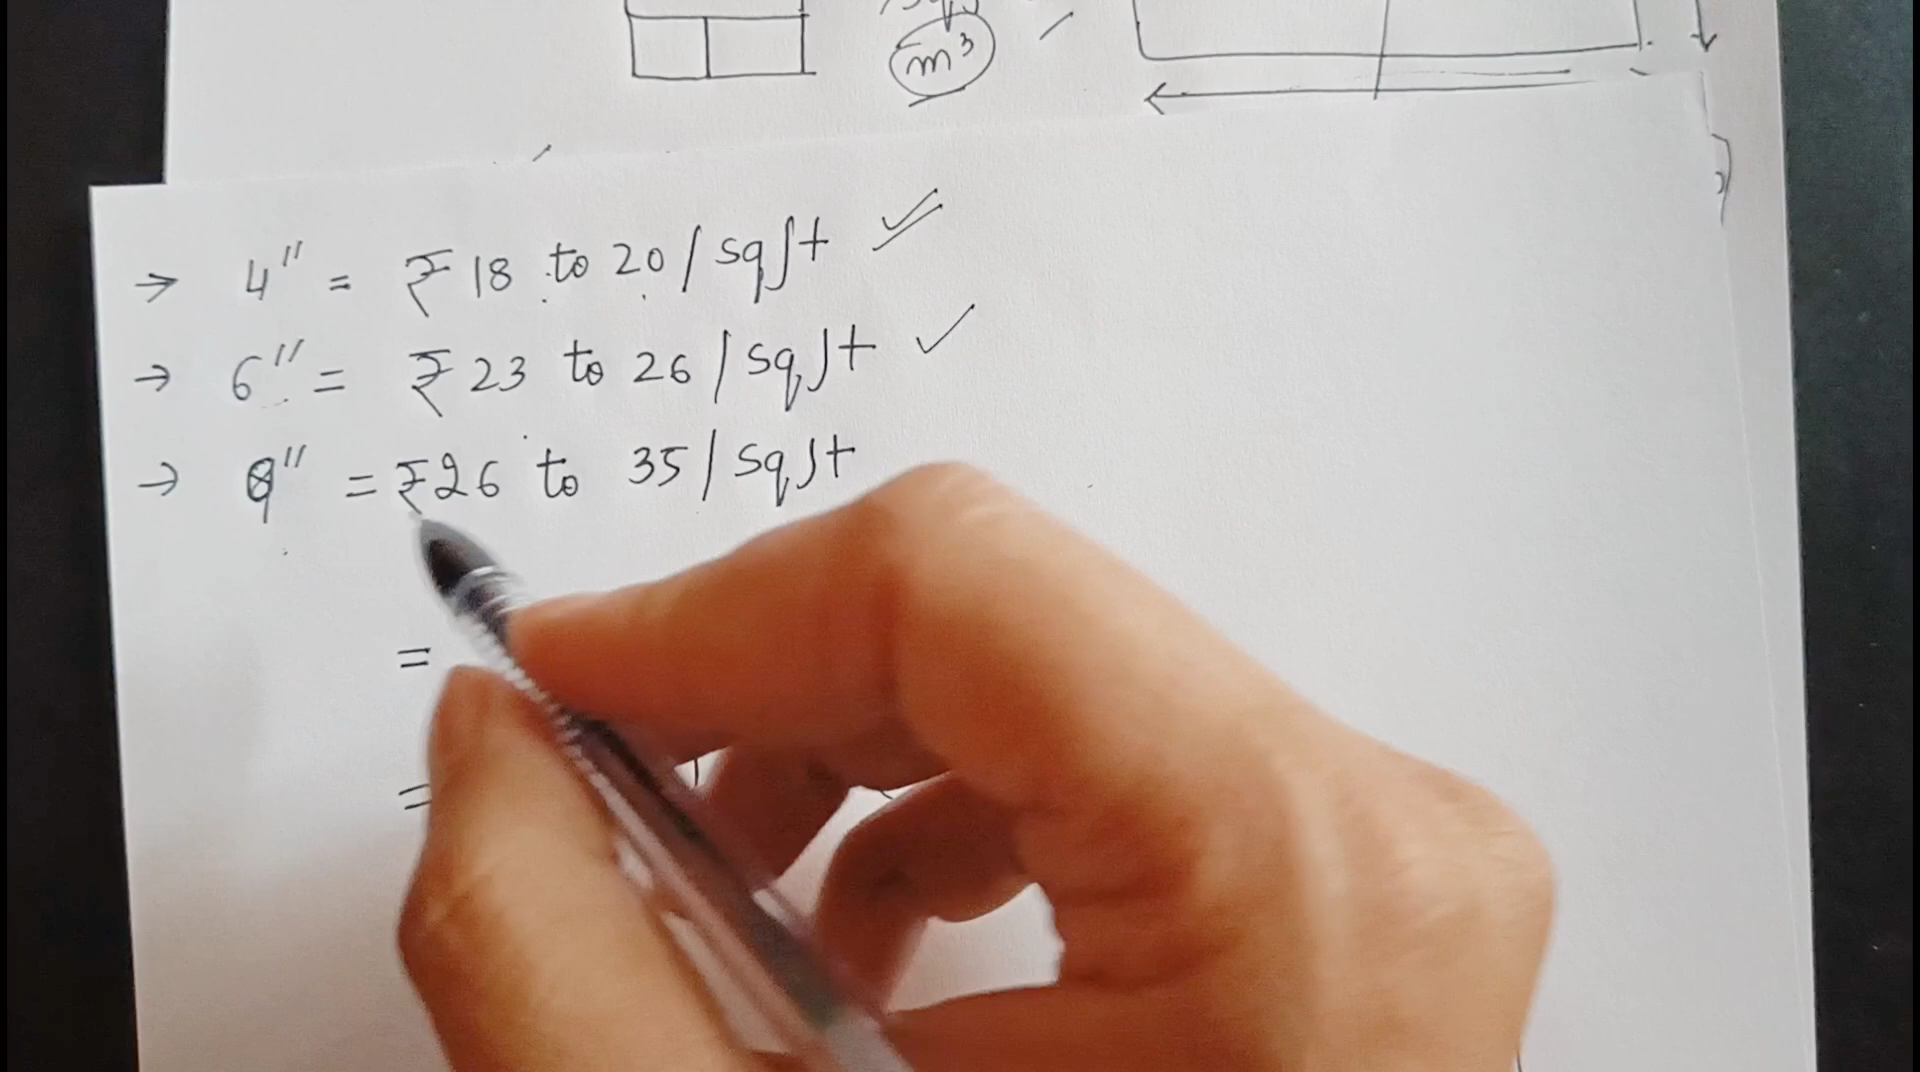 m³
→ 4" = ₹ 18 to 20 / sqft
→ 6" = ₹ 23 to 26 / sqft
→ 9" = ₹26 to 35 / sqft
=
=